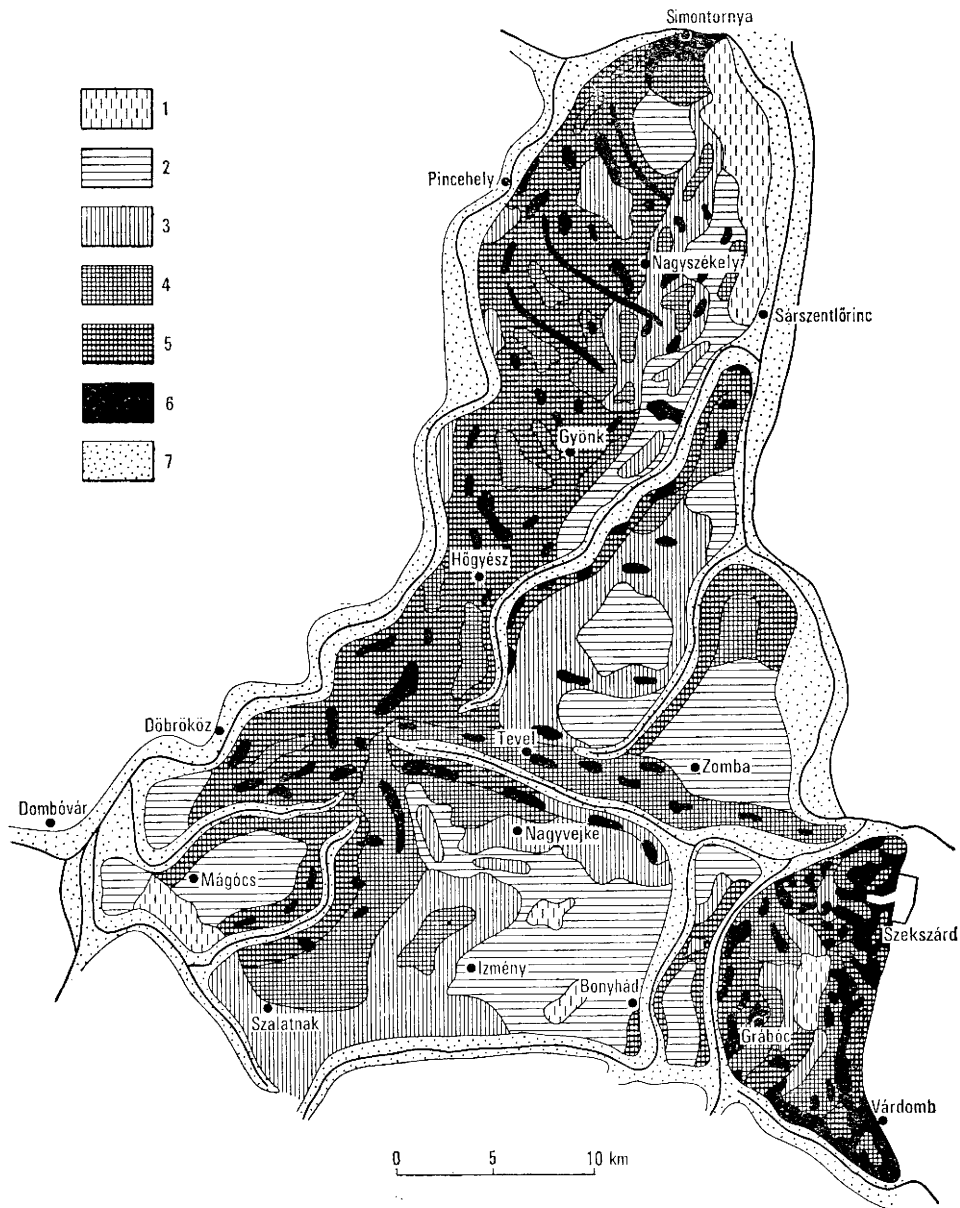 Simontornya
1
2
Pincehely
3
Nagyszékely
4
Sárszentlőrinc
5
6
Gyönk
7
Hőgyész
Döbrököz
Tevel
Zomba
Dombóvár
Nagyvejke
Mágócs
Szekszárd
Izmény
Bonyhád
Szalatnak
Grábóc
Várdomb
0 5 10 km